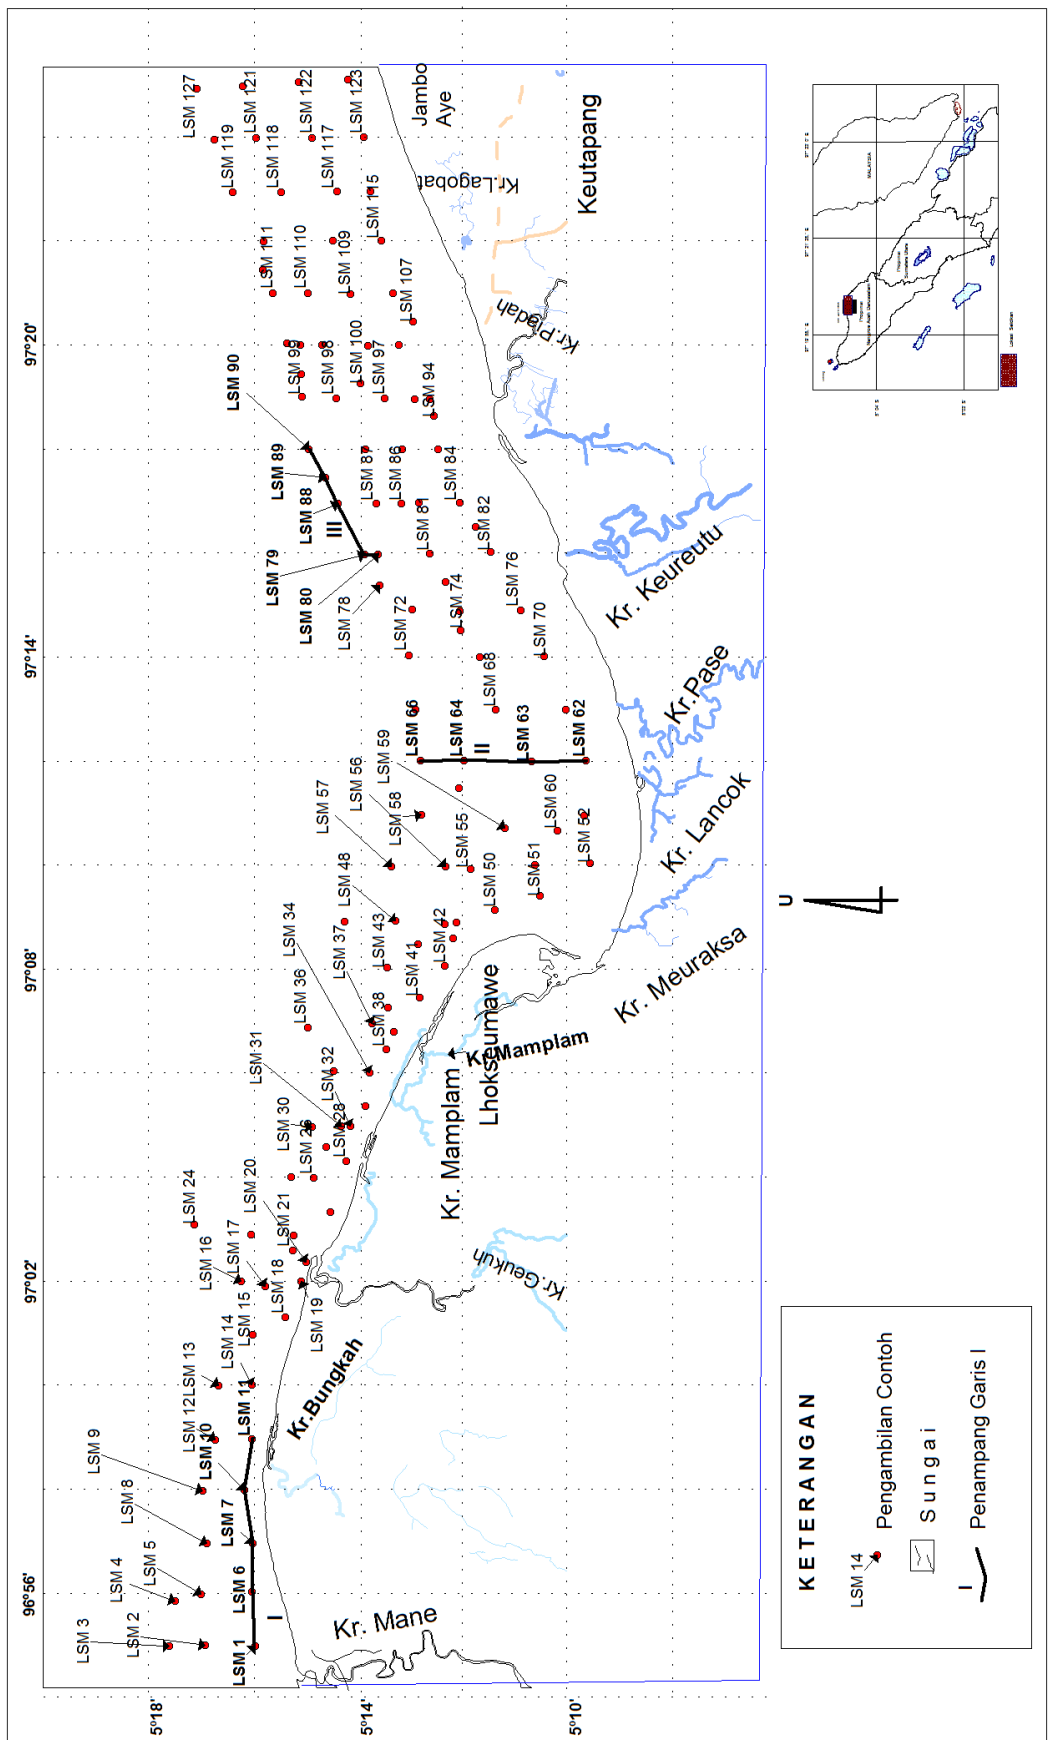 96°56'
97°02'
97°08'
97°14'
97°20'
5°18'
5°14'
5°10'
LSM 3
LSM 2
LSM 1
LSM 4
LSM 5
LSM 6
LSM 8
LSM 7
LSM 9
LSM 10
LSM 11
LSM 12
LSM 13
LSM 14
LSM 15
LSM 16
LSM 17
LSM 18
LSM 19
LSM 20
LSM 21
LSM 24
LSM 26
LSM 28
LSM 30
LSM 31
LSM 32
LSM 34
LSM 36
LSM 37
LSM 38
LSM 41
LSM 42
LSM 43
LSM 48
LSM 50
LSM 51
LSM 52
LSM 55
LSM 56
LSM 57
LSM 58
LSM 59
LSM 60
LSM 62
LSM 63
LSM 64
LSM 66
LSM 68
LSM 70
LSM 72
LSM 74
LSM 76
LSM 78
LSM 80
LSM 79
LSM 81
LSM 82
LSM 84
LSM 86
LSM 87
LSM 88
LSM 89
LSM 90
LSM 94
LSM 97
LSM 98
LSM 99
LSM 100
LSM 107
LSM 109
LSM 110
LSM 111
LSM 115
LSM 117
LSM 118
LSM 119
LSM 121
LSM 122
LSM 123
LSM 127
I
II
III
Kr. Mane
Kr.Bungkah
Kr.Geukuh
Kr. Mamplam
Lhokseumawe
Kr.Mamplam
Kr. Meuraksa
Kr. Lancok
Kr.Pase
Kr. Keureutu
Kr.Piadah
Keutapang
Kr.Lagobat
Jambo
Aye
U
MALAYSIA
KETERANGAN
LSM 14
Pengambilan Contoh
Sungai
I
Penampang Garis I